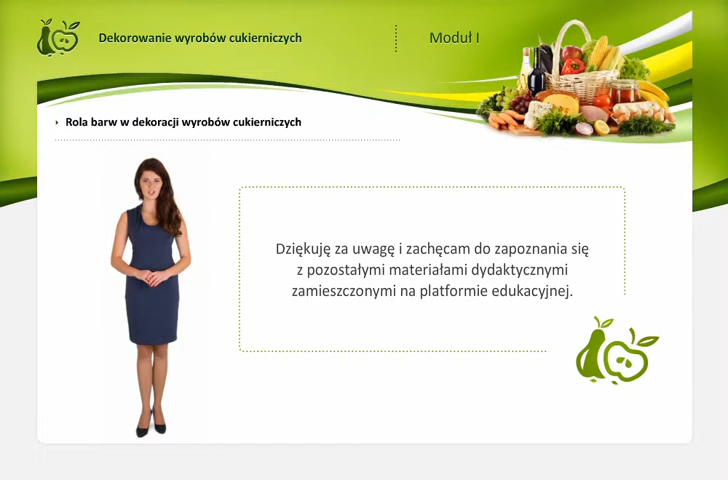 Dekorowanie wyrobów cukierniczych
Moduł I
Rola barw w dekoracji wyrobów cukierniczych
Dziękuję za uwagę i zachęcam do zapoznania się
z pozostałymi materiałami dydaktycznymi
zamieszczonymi na platformie edukacyjnej.